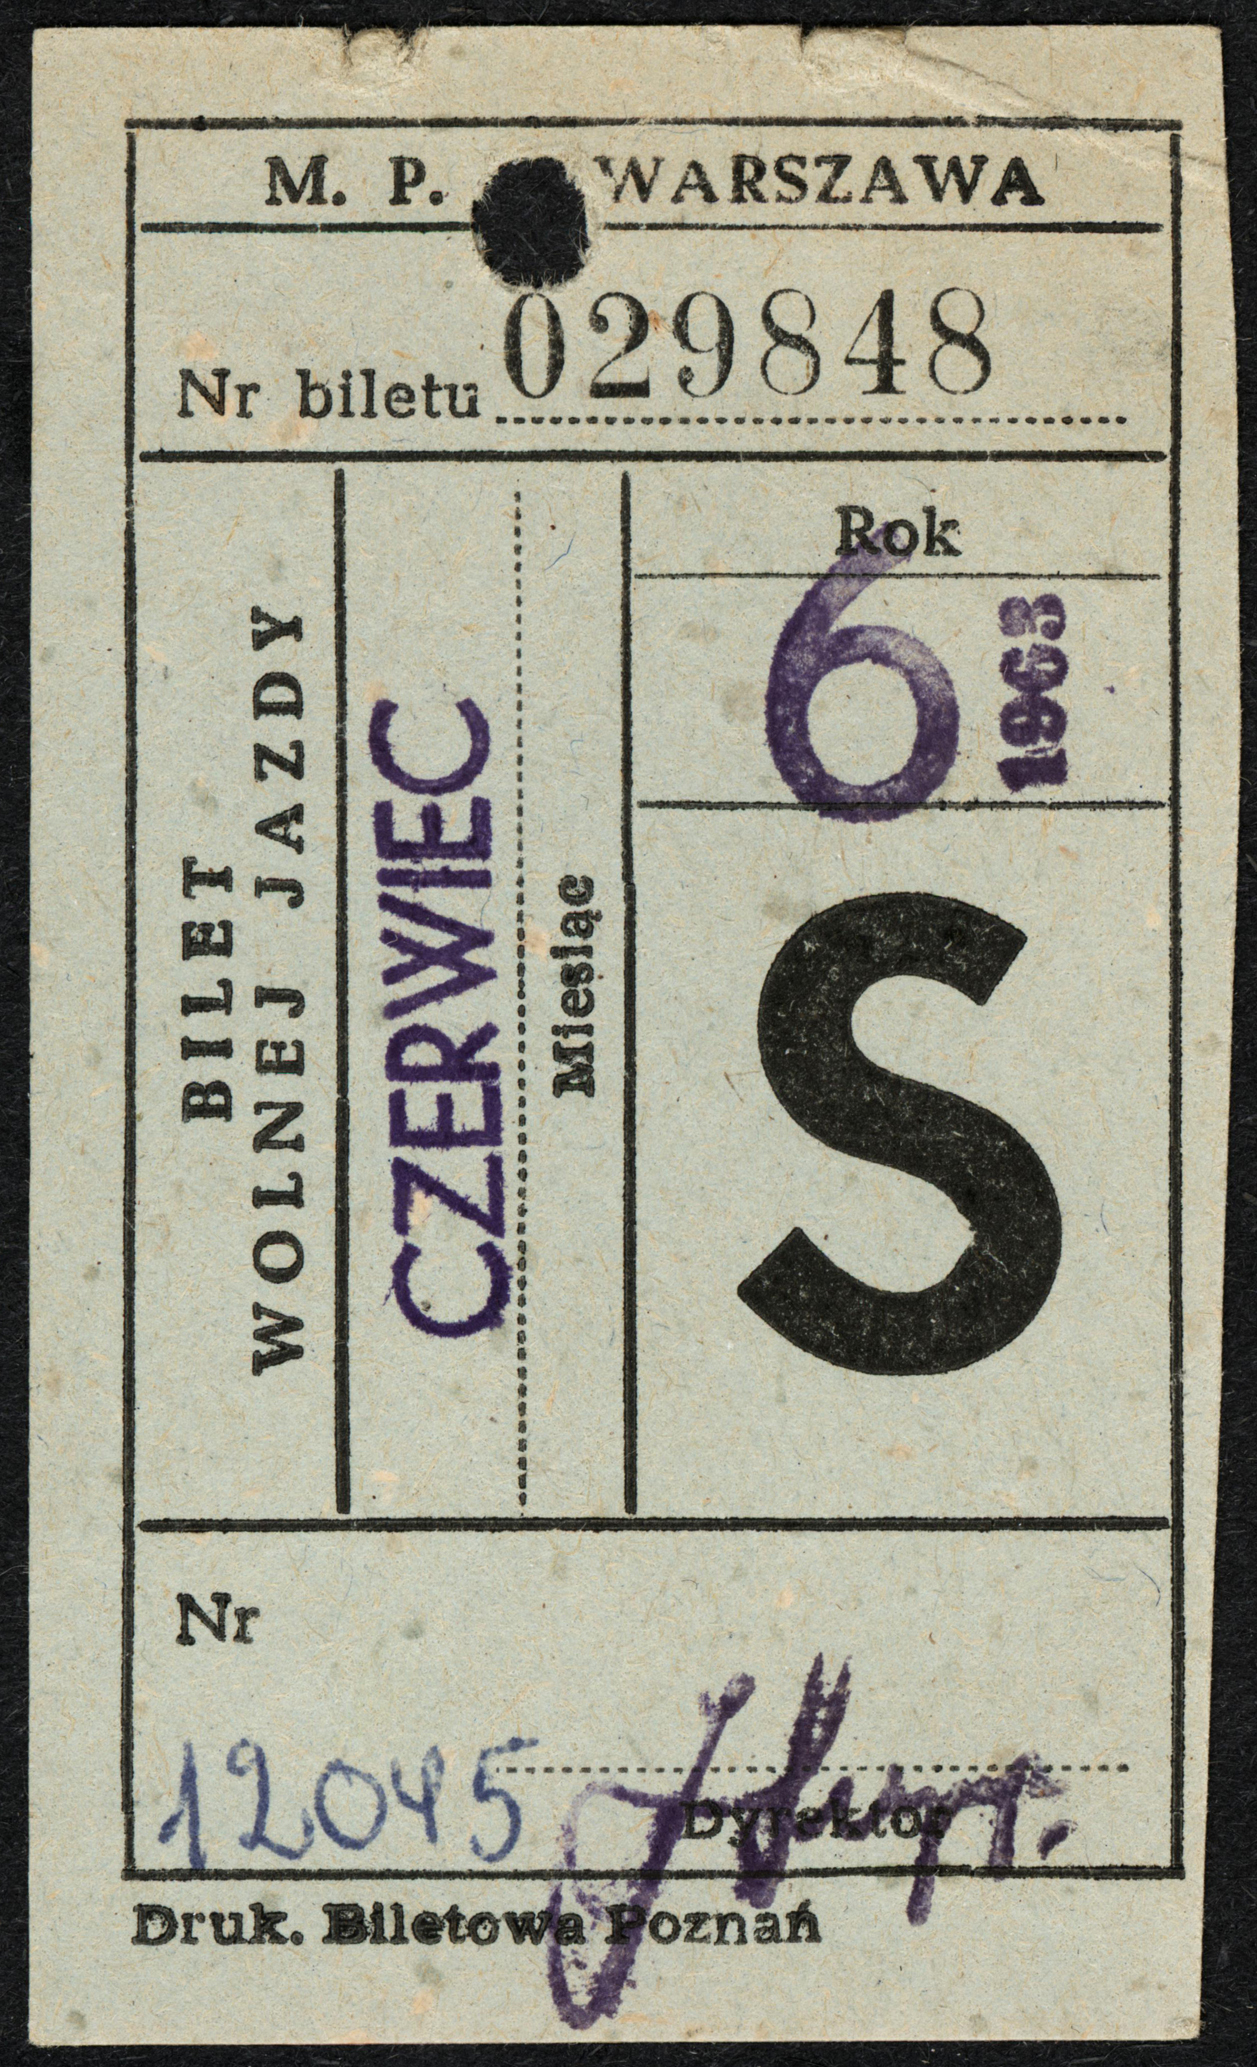 M. P. WARSZAWA
Nr biletu 029848
BILET
WOLNEJ JAZDY
CZERWIEC
Miesiąc
Rok
6 1963
S
Nr
12045
Dyrektor
Druk. Biletowa Poznań